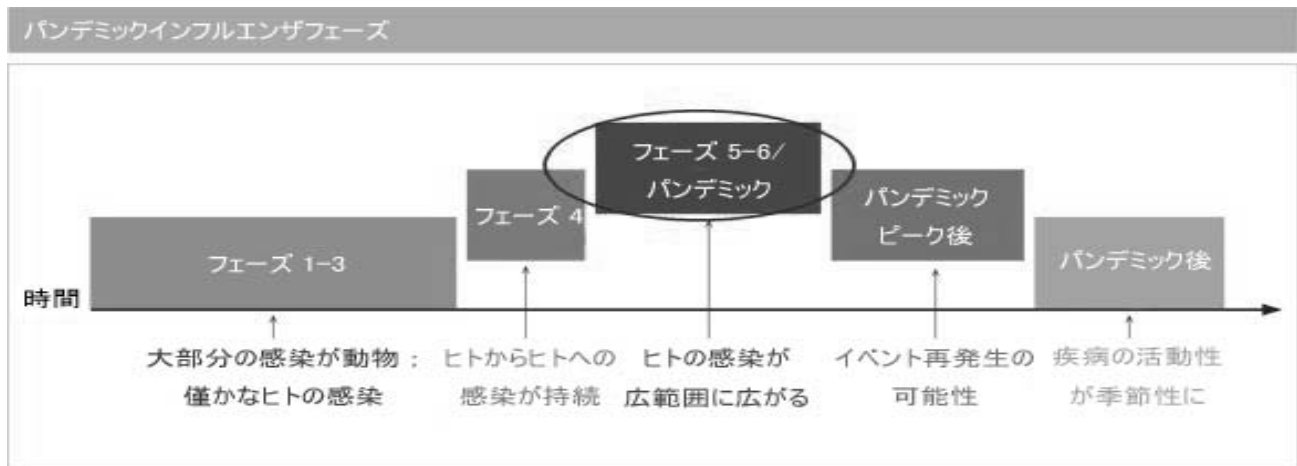 パンデミックインフルエンザフェーズ
フェーズ 5-6/
パンデミック
フェーズ 4
パンデミック
ピーク後
フェーズ 1-3
パンデミック後
時間
大部分の感染が動物：
僅かなヒトの感染
ヒトからヒトへの
感染が持続
ヒトの感染が
広範囲に広がる
イベント再発生の
可能性
疾病の活動性
が季節性に